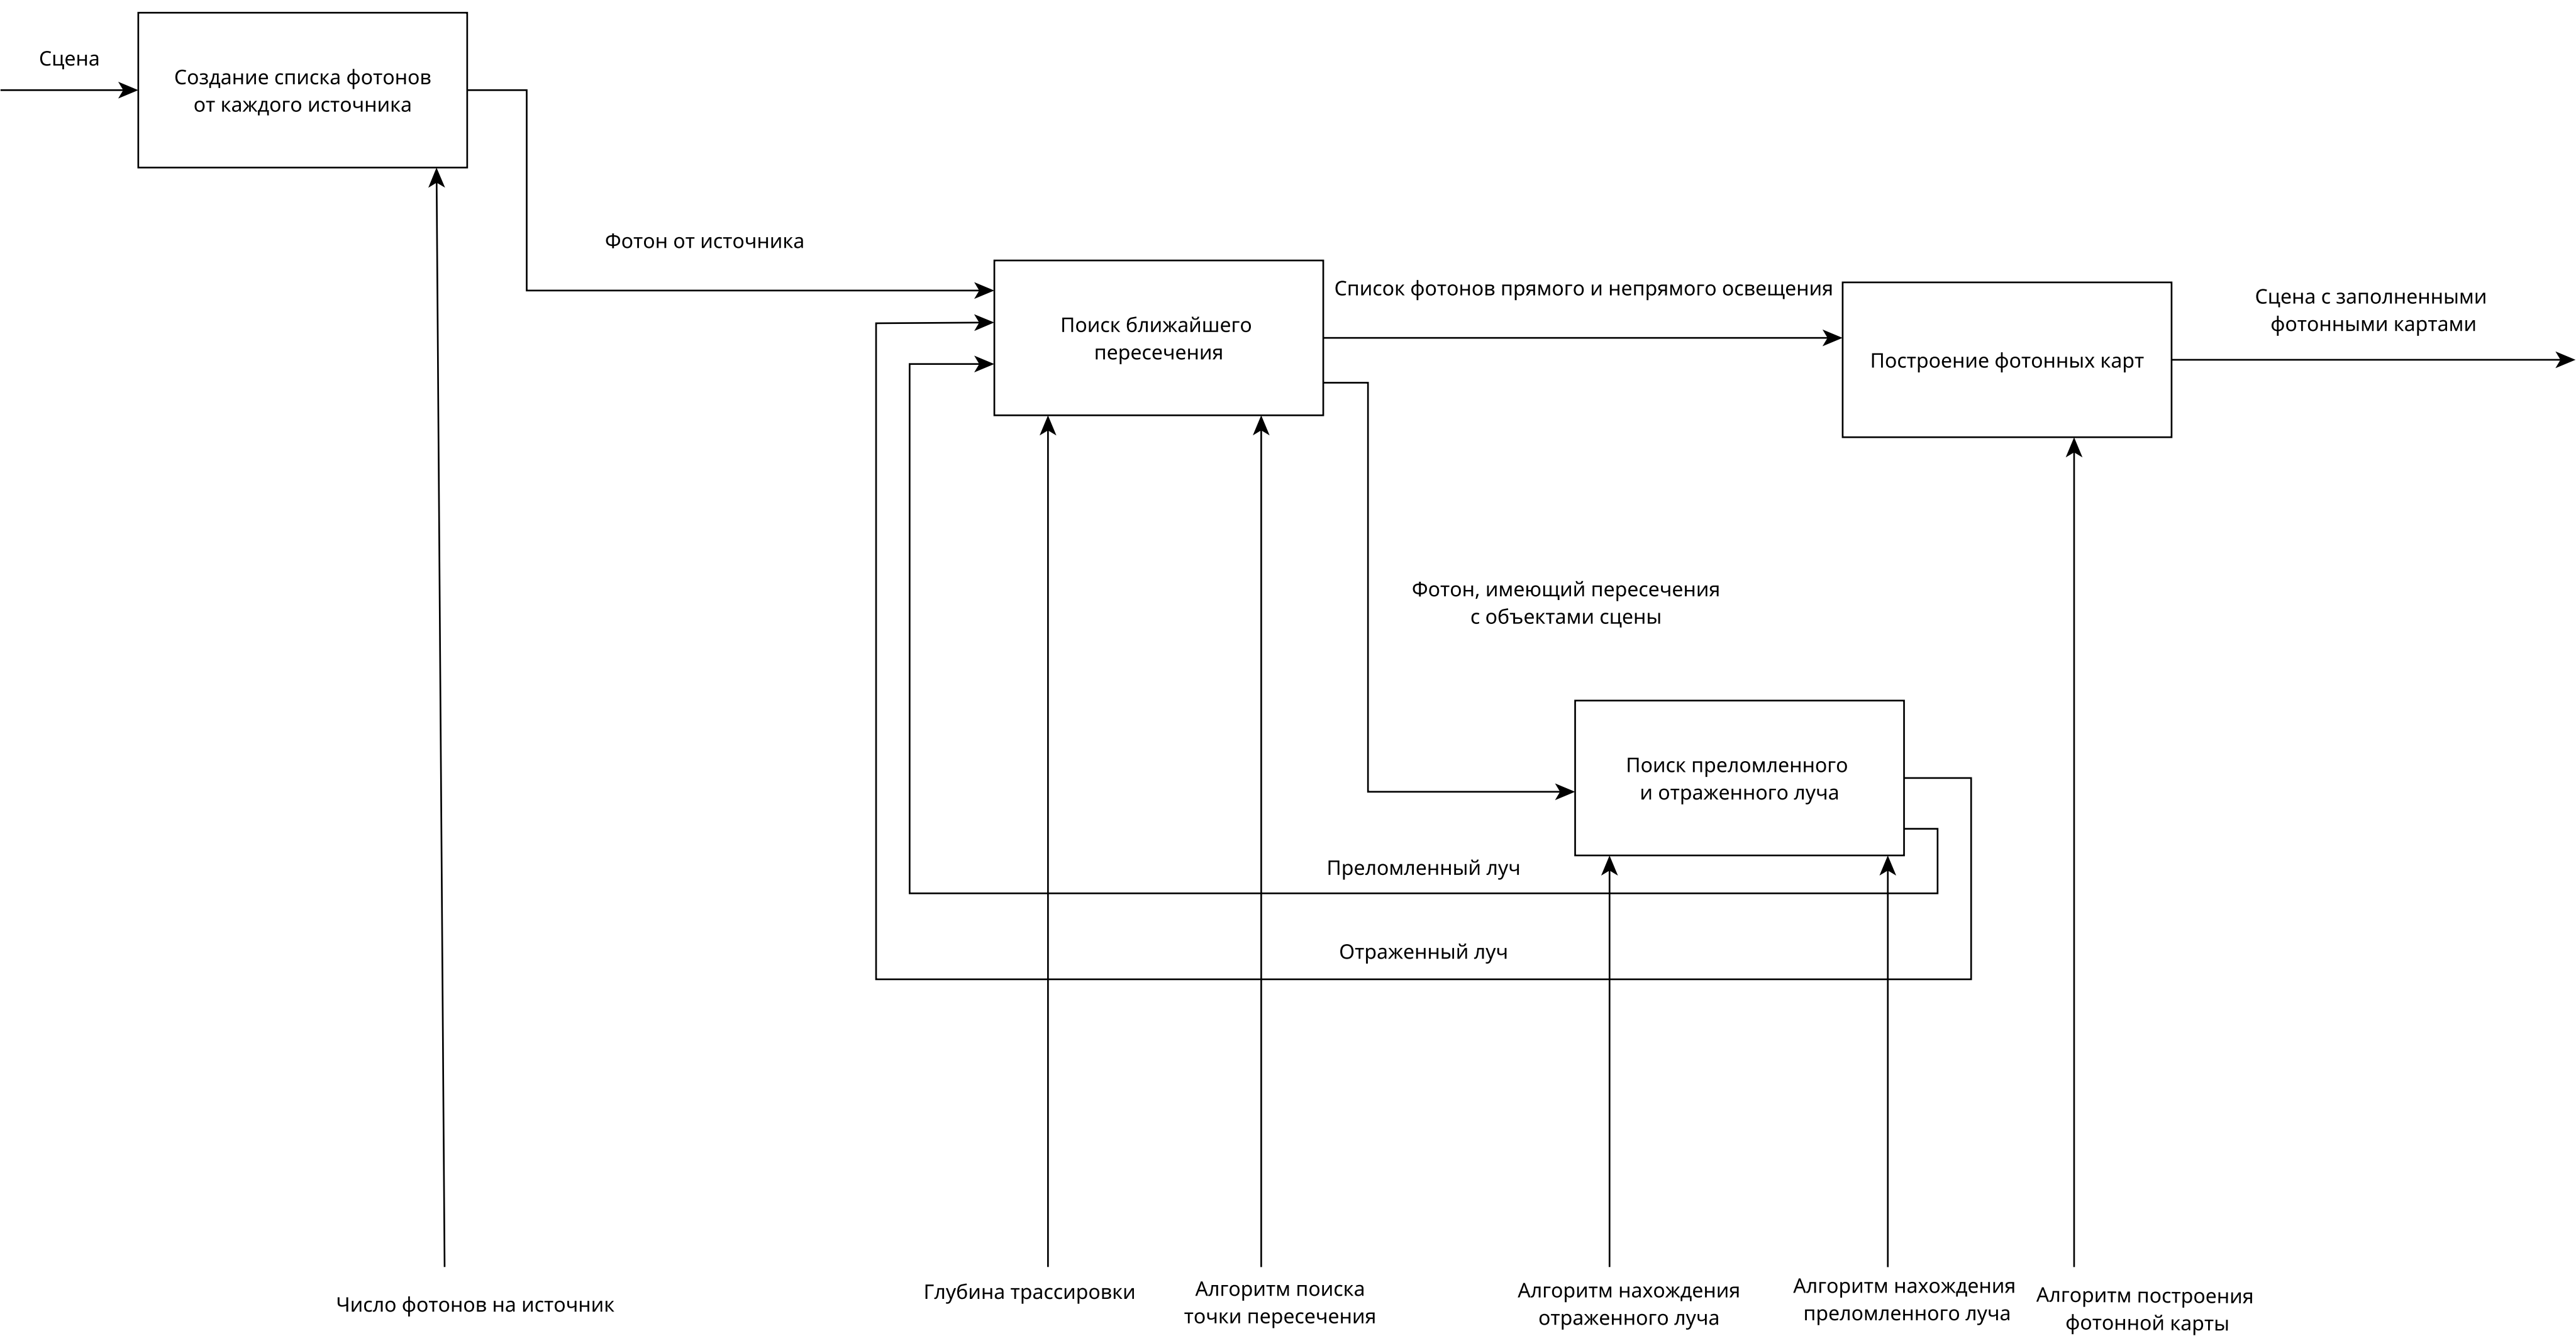 Сцена
Создание списка фотонов
от каждого источника
Фотон от источника
Поиск ближайшего
пересечения
Список фотонов прямого и непрямого освещения
Построение фотонных карт
Сцена с заполненными
фотонными картами
Фотон, имеющий пересечения
с объектами сцены
Поиск преломленного
и отраженного луча
Преломленный луч
Отраженный луч
Число фотонов на источник
Глубина трассировки
Алгоритм поиска
точки пересечения
Алгоритм нахождения
отраженного луча
Алгоритм нахождения
преломленного луча
Алгоритм построения
фотонной карты